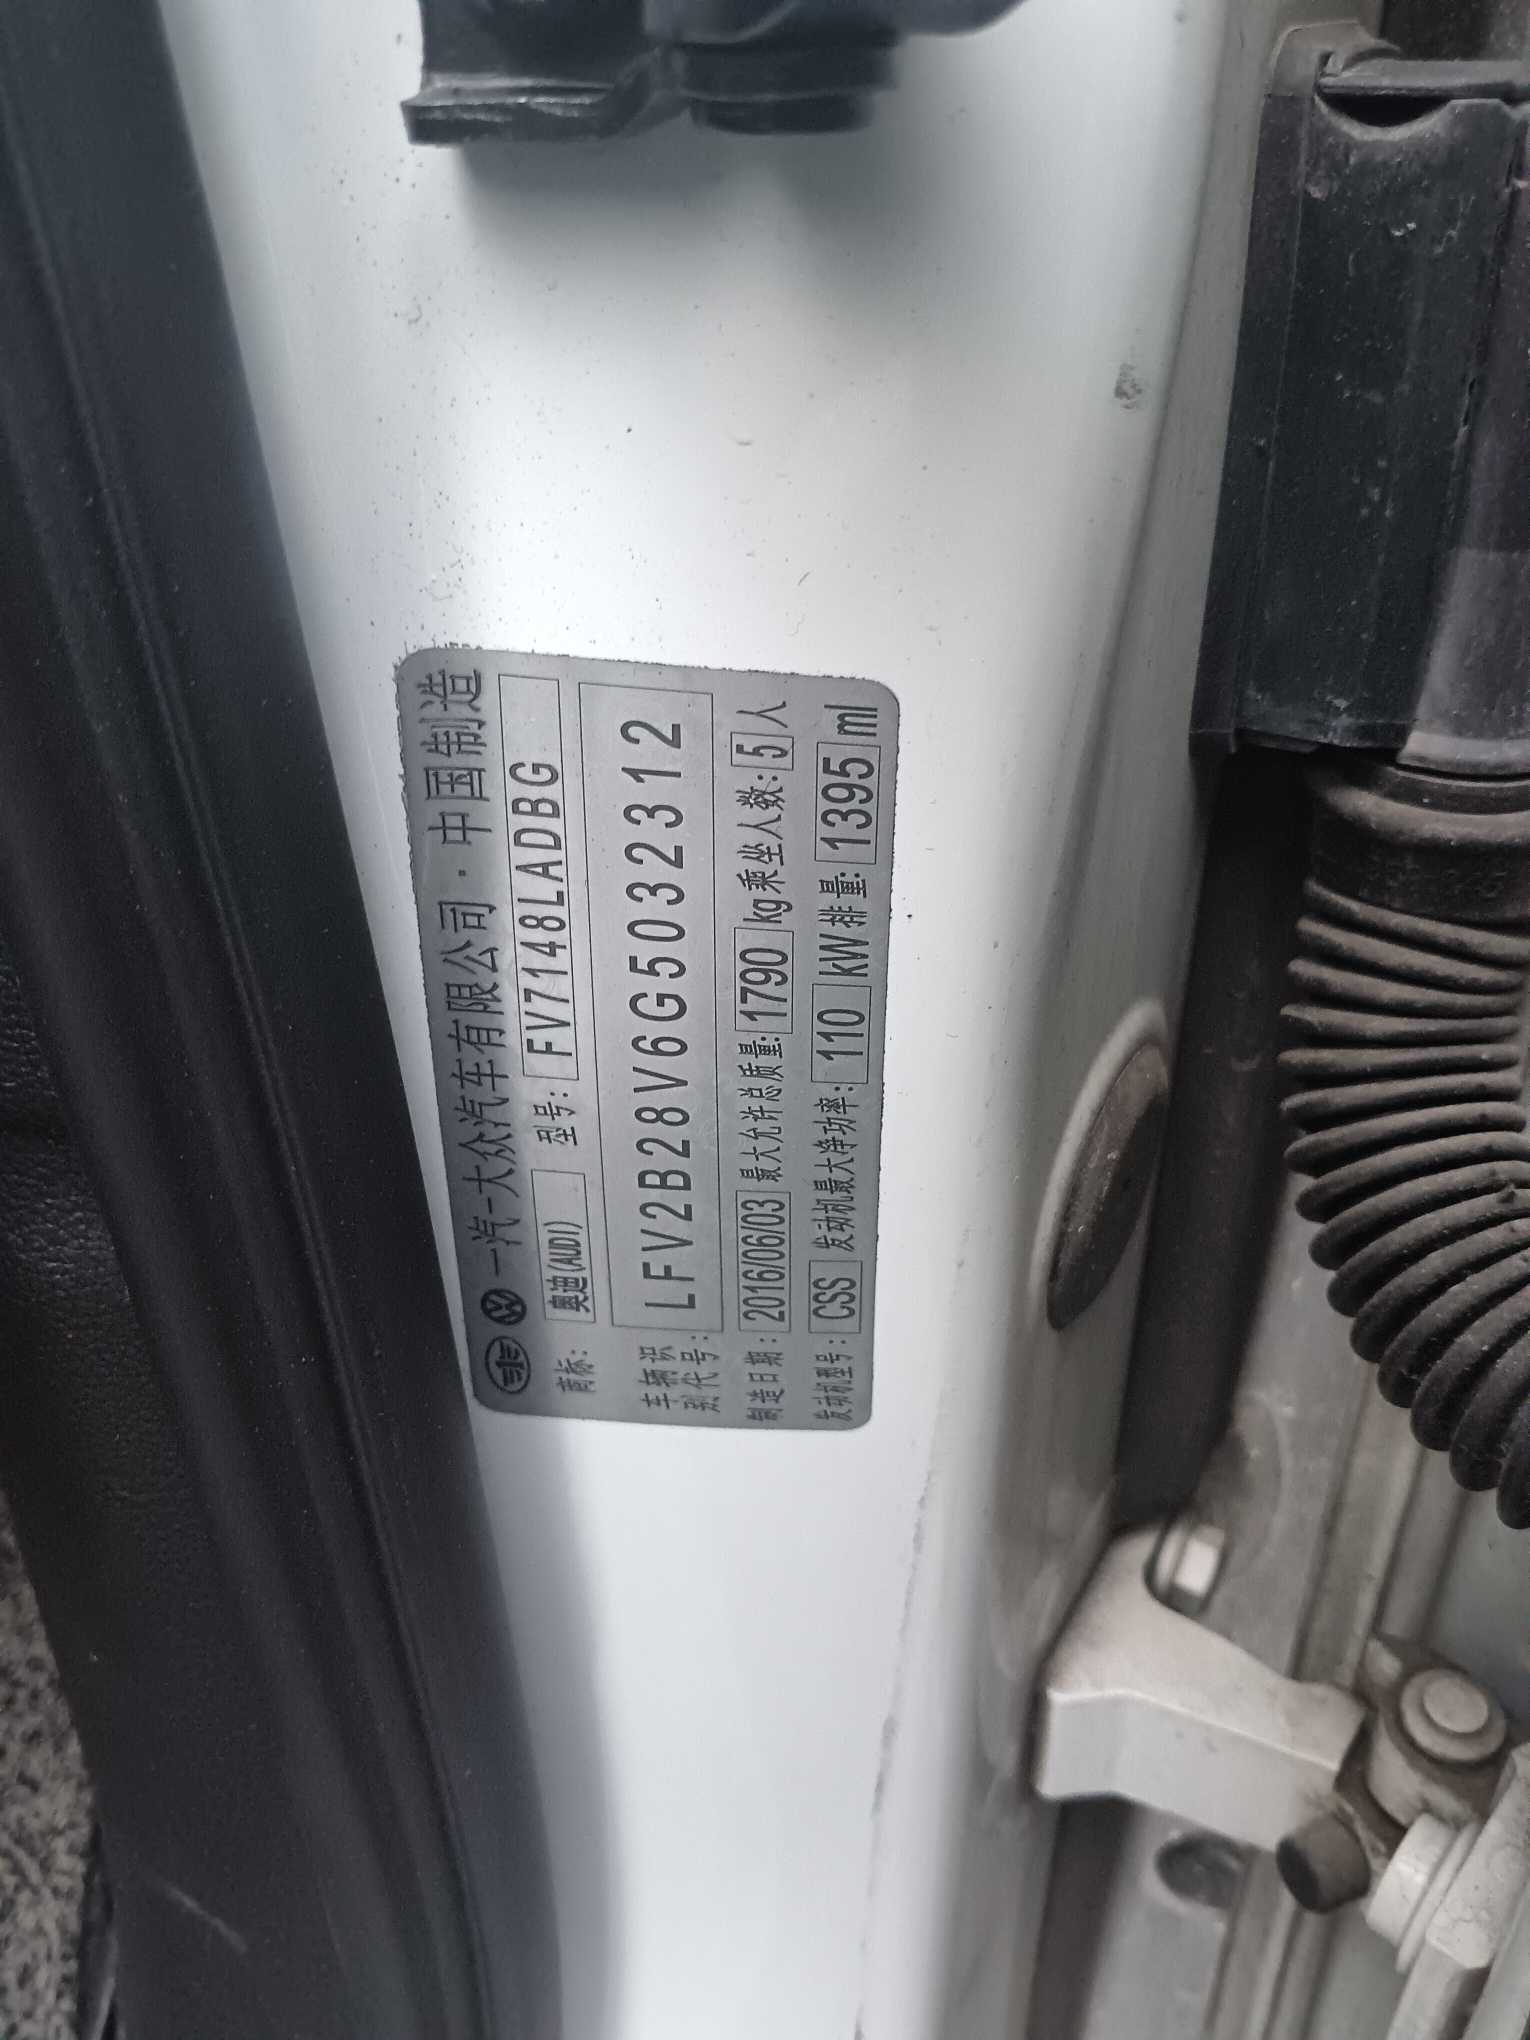 一汽-大众汽车有限公司·中国制造
商标: 奥迪(AUDI) 型号: FV7148LADBG
车辆识别代号: LFV2B28V6G5032312
制造日期: 2016/06/03 最大允许总质量: 1790 kg 乘坐人数: 5 人
发动机型号: CSS 发动机最大净功率: 110 kW 排量: 1395 ml